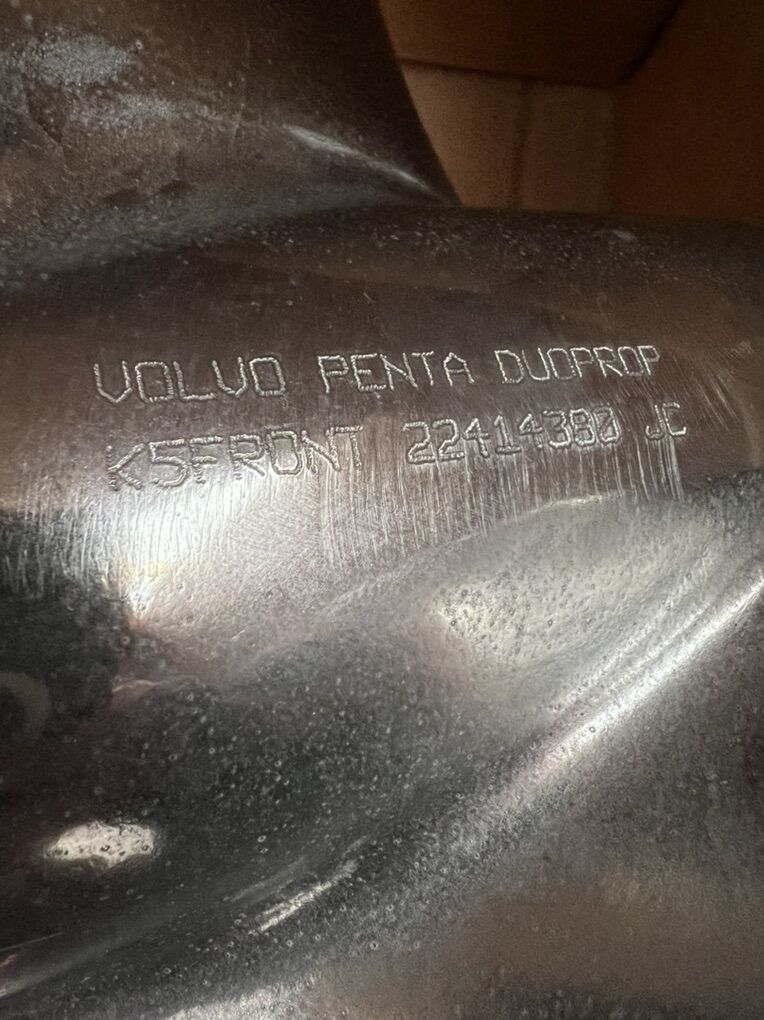 VOLVO PENTA DUOPROP
K5FRONT 22414380 JC